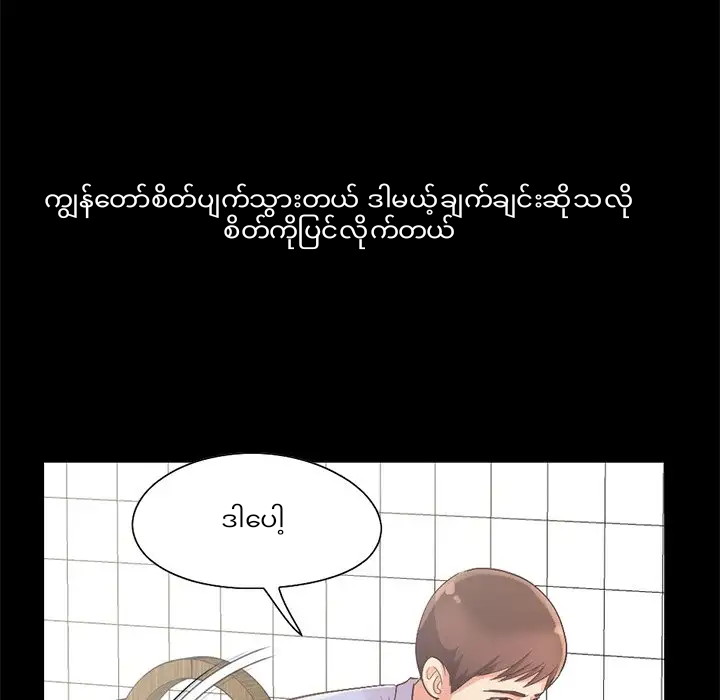 ကျွန်တော်စိတ်ပျက်သွားတယ် ဒါမယ့်ချက်ချင်းဆိုသလို
စိတ်ကိုပြင်လိုက်တယ်
ဒါပေါ့